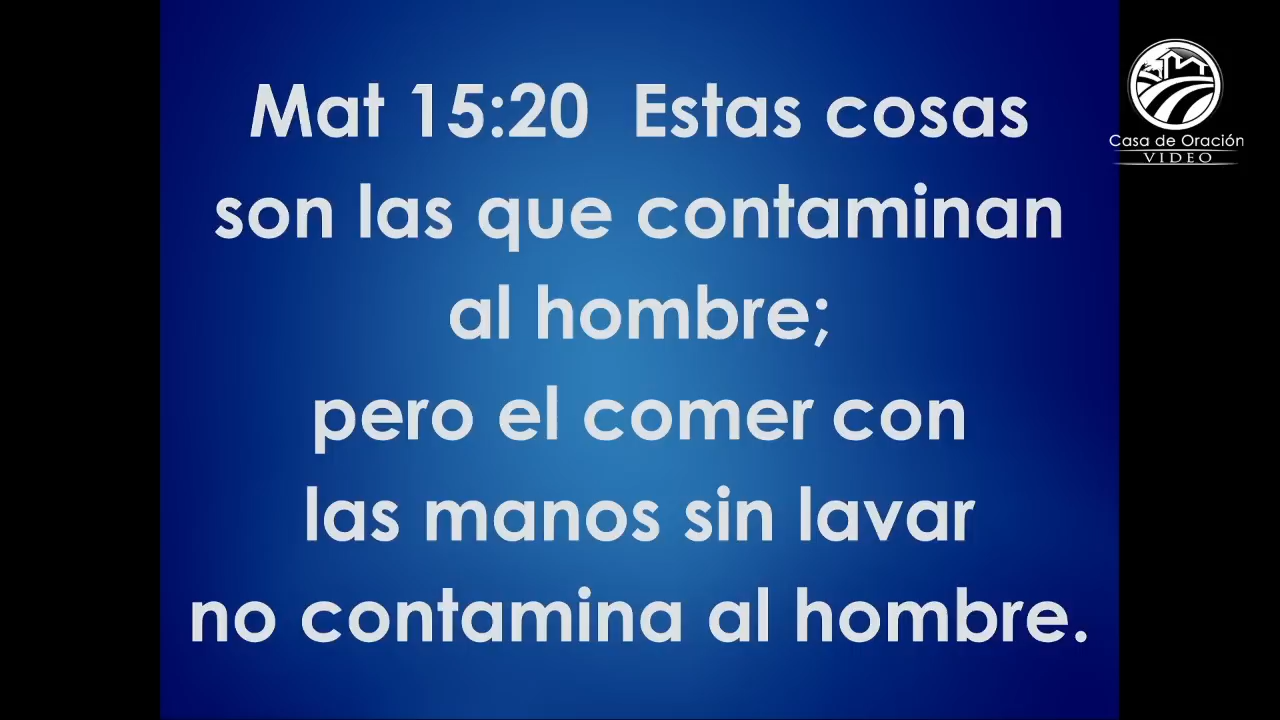 Mat 15:20  Estas cosas
son las que contaminan
al hombre;
pero el comer con
las manos sin lavar
no contamina al hombre.
Casa de Oración
VIDEO